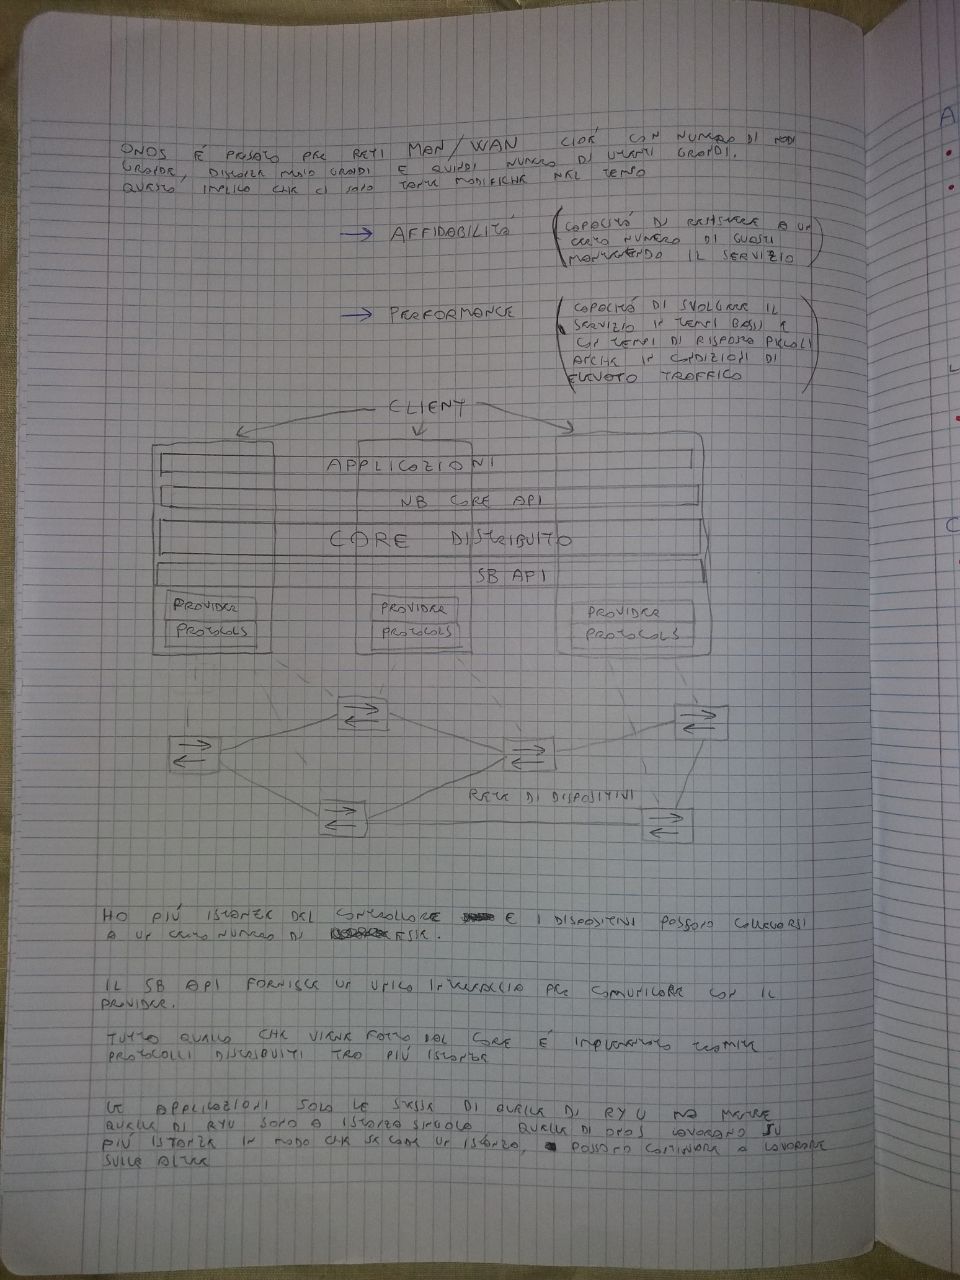 ONOS È PENSATO PER RETI MAN/WAN CIOÈ CON NUMERO DI NODI
GRANDE, DISTANZE MOLTO GRANDI E QUINDI NUMERO DI UTENTI GRANDI.
QUESTO IMPLICA CHE CI SONO TANTE MODIFICHE NEL TEMPO
→ AFFIDABILITÀ
(CAPACITÀ DI RESISTERE A UN
CERTO NUMERO DI GUASTI
MANTENENDO IL SERVIZIO)
→ PERFORMANCE
(CAPACITÀ DI SVOLGERE IL
SERVIZIO IN TEMPI BASSI E
CON TEMPI DI RISPOSTA PICCOLI
ANCHE IN CONDIZIONI DI
ELEVATO TRAFFICO)
CLIENT
APPLICAZIONI
NB CORE API
CORE DISTRIBUITO
SB API
PROVIDER PROVIDER PROVIDER
PROTOCOLS PROTOCOLS PROTOCOLS
RETE DI DISPOSITIVI
HO PIÙ ISTANZE DEL CONTROLLORE E I DISPOSITIVI POSSONO COLLEGARSI
A UN CERTO NUMERO DI ESSE.
IL SB API FORNISCE UN UNICO INTERFACCIA PER COMUNICARE CON IL
PROVIDER.
TUTTO QUELLO CHE VIENE FATTO DAL CORE È IMPLEMENTATO TRAMITE
PROTOCOLLI DISTRIBUITI TRA PIÙ ISTANZE
LE APPLICAZIONI SONO LE STESSE DI QUELLE DI RYU MA MENTRE
QUELLE DI RYU SONO A ISTANZA SINGOLA QUELLE DI ONOS LAVORANO SU
PIÙ ISTANZE IN MODO CHE SE CADE UN ISTANZA, POSSONO CONTINUARE A LAVORARE
SULLE ALTRE